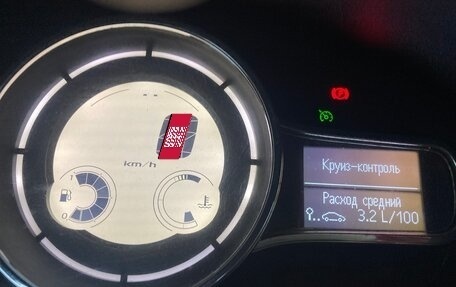 km/h
Круиз-контроль
Расход средний
3.2 L/100